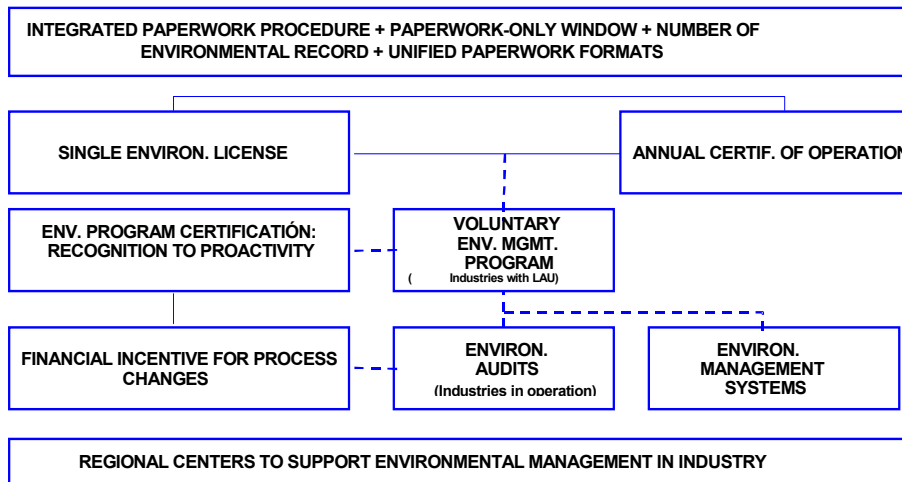 INTEGRATED PAPERWORK PROCEDURE + PAPERWORK-ONLY WINDOW + NUMBER OF
ENVIRONMENTAL RECORD + UNIFIED PAPERWORK FORMATS
SINGLE ENVIRON. LICENSE
ANNUAL CERTIF. OF OPERATION
ENV. PROGRAM CERTIFICATIÓN:
RECOGNITION TO PROACTIVITY
VOLUNTARY
ENV. MGMT.
PROGRAM
( Industries with LAU)
FINANCIAL INCENTIVE FOR PROCESS
CHANGES
ENVIRON.
AUDITS
(Industries in operation)
ENVIRON.
MANAGEMENT
SYSTEMS
REGIONAL CENTERS TO SUPPORT ENVIRONMENTAL MANAGEMENT IN INDUSTRY